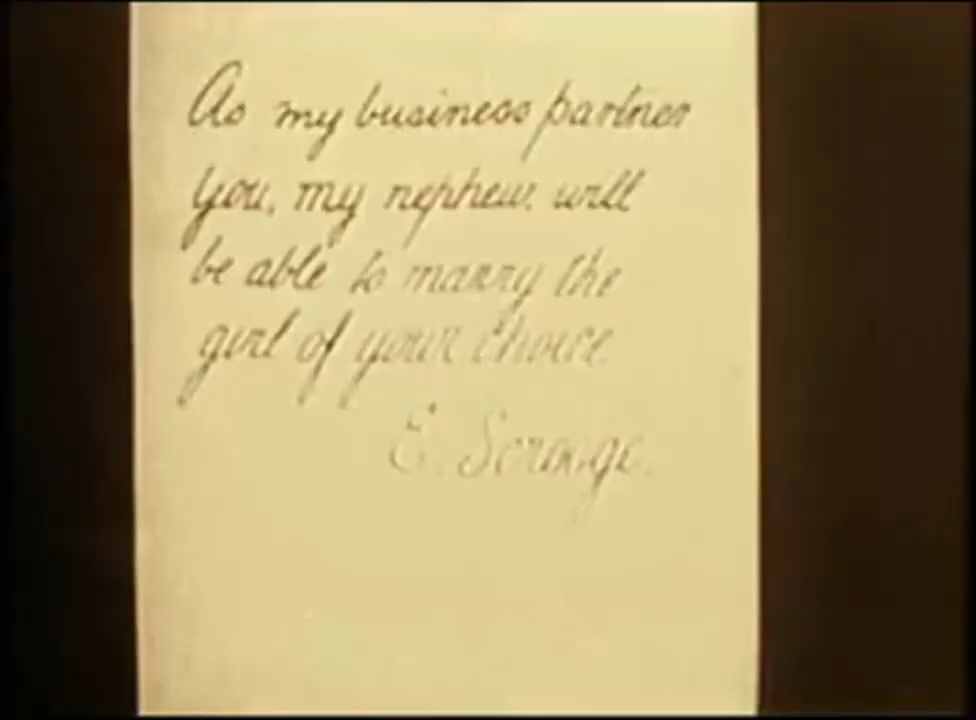 As my business partner
you, my nephew, will
be able to marry the
girl of your choice.
E. Scrooge.